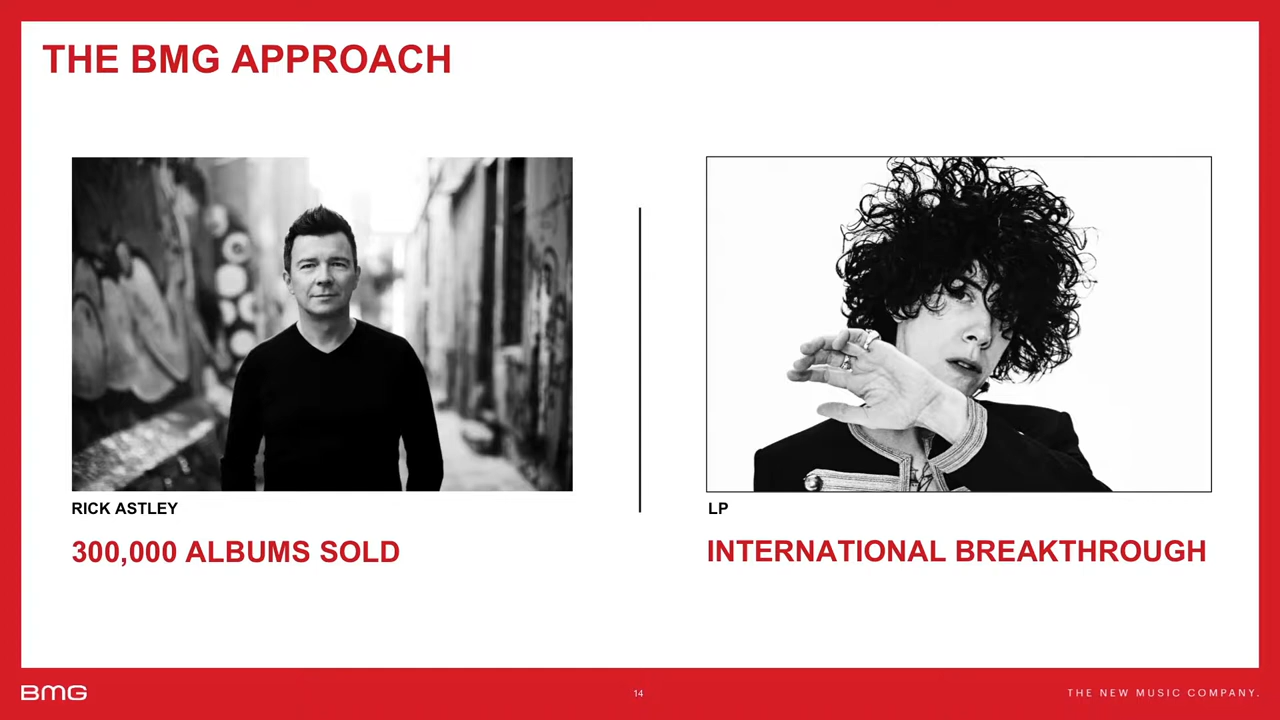 THE BMG APPROACH
RICK ASTLEY
300,000 ALBUMS SOLD
LP
INTERNATIONAL BREAKTHROUGH
BMG
14
THE NEW MUSIC COMPANY.